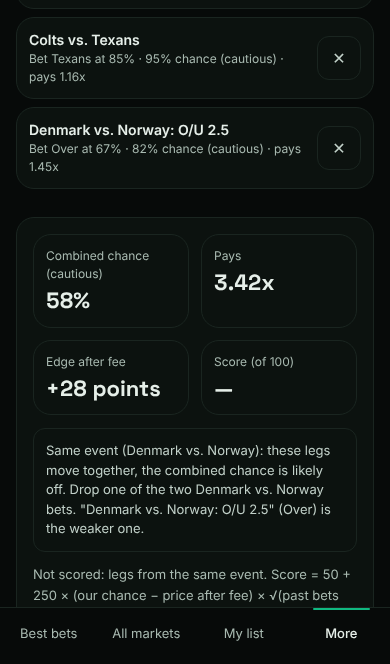 Colts vs. Texans
Bet Texans at 85% · 95% chance (cautious) ·
pays 1.16x
Denmark vs. Norway: O/U 2.5
Bet Over at 67% · 82% chance (cautious) · pays
1.45x
Combined chance
(cautious)
58%
Pays
3.42x
Edge after fee
+28 points
Score (of 100)
—
Same event (Denmark vs. Norway): these legs
move together, the combined chance is likely
off. Drop one of the two Denmark vs. Norway
bets. "Denmark vs. Norway: O/U 2.5" (Over) is
the weaker one.
Not scored: legs from the same event. Score = 50 +
250 × (our chance − price after fee) × √(past bets
Best bets
All markets
My list
More